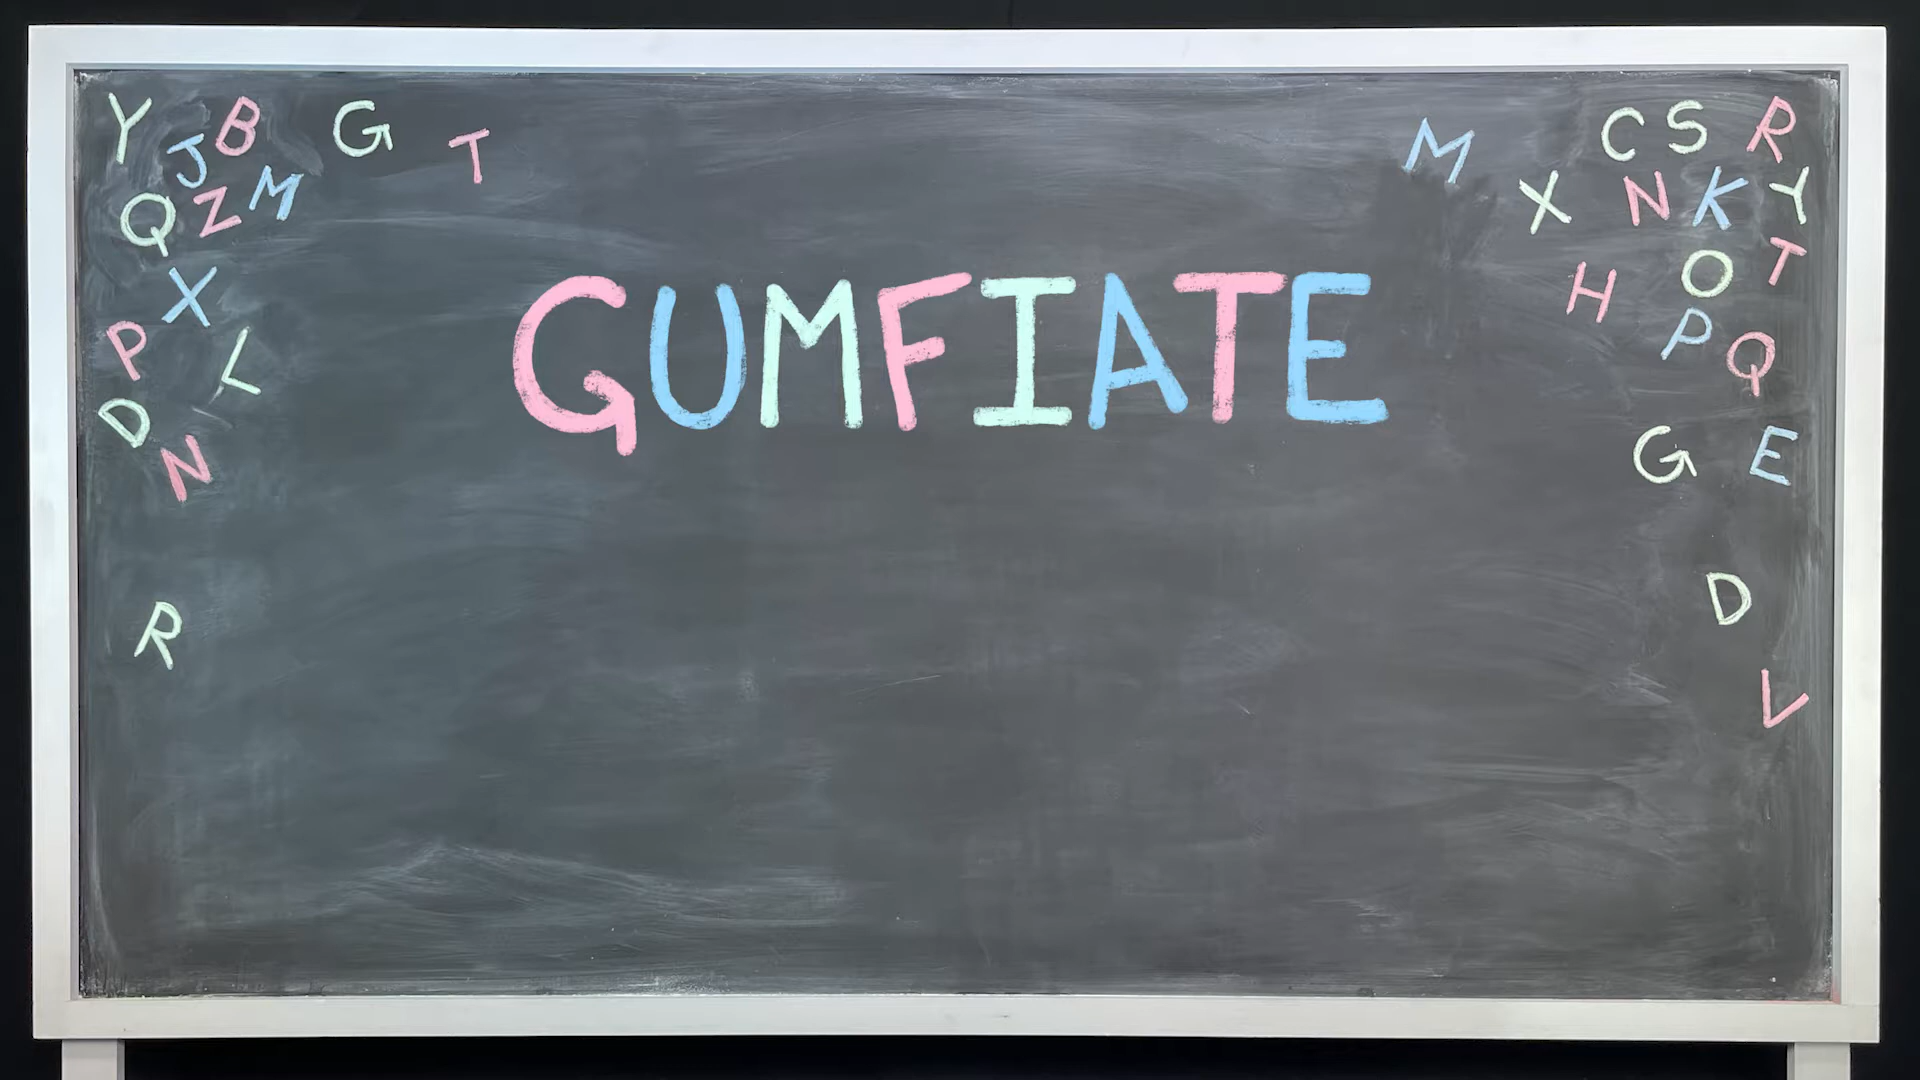 Y B G T M C S R
J Z M X N K Y
Q X H O T
P L P Q
D N G E
R D
V
GUMFIATE